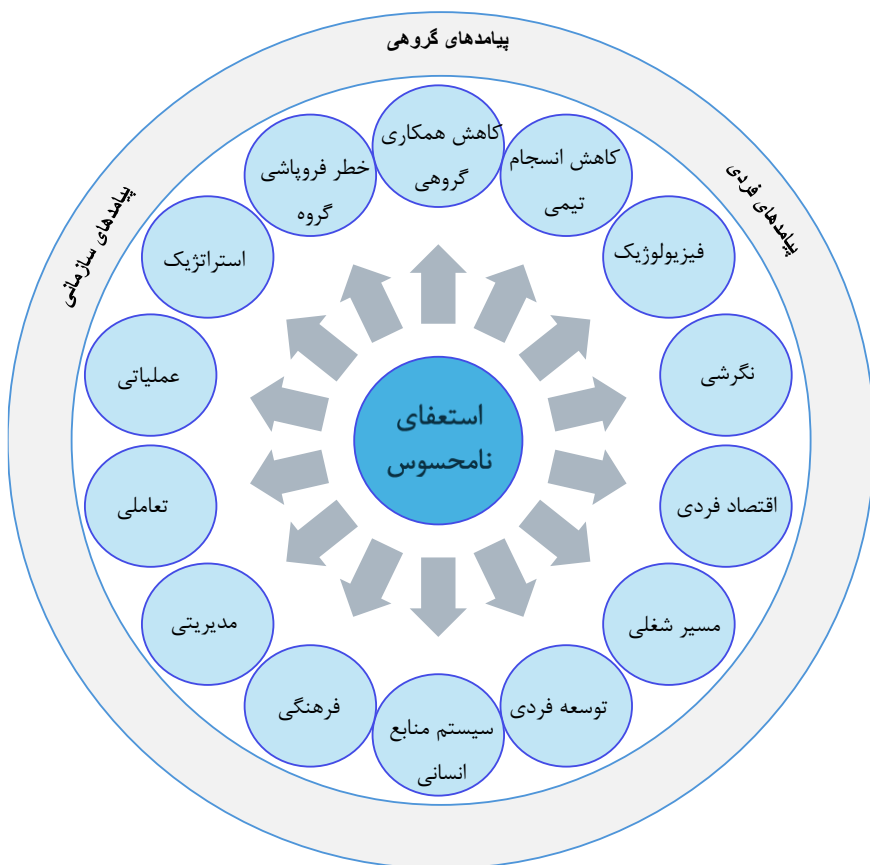 پیامدهای گروهی
پیامدهای فردی
پیامدهای سازمانی
کاهش همکاری
گروهی
کاهش انسجام
تیمی
فیزیولوژیک
نگرشی
اقتصاد فردی
مسیر شغلی
توسعه فردی
سیستم منابع
انسانی
فرهنگی
مدیریتی
تعاملی
عملیاتی
استراتژیک
خطر فروپاشی
گروه
استعفای
نامحسوس